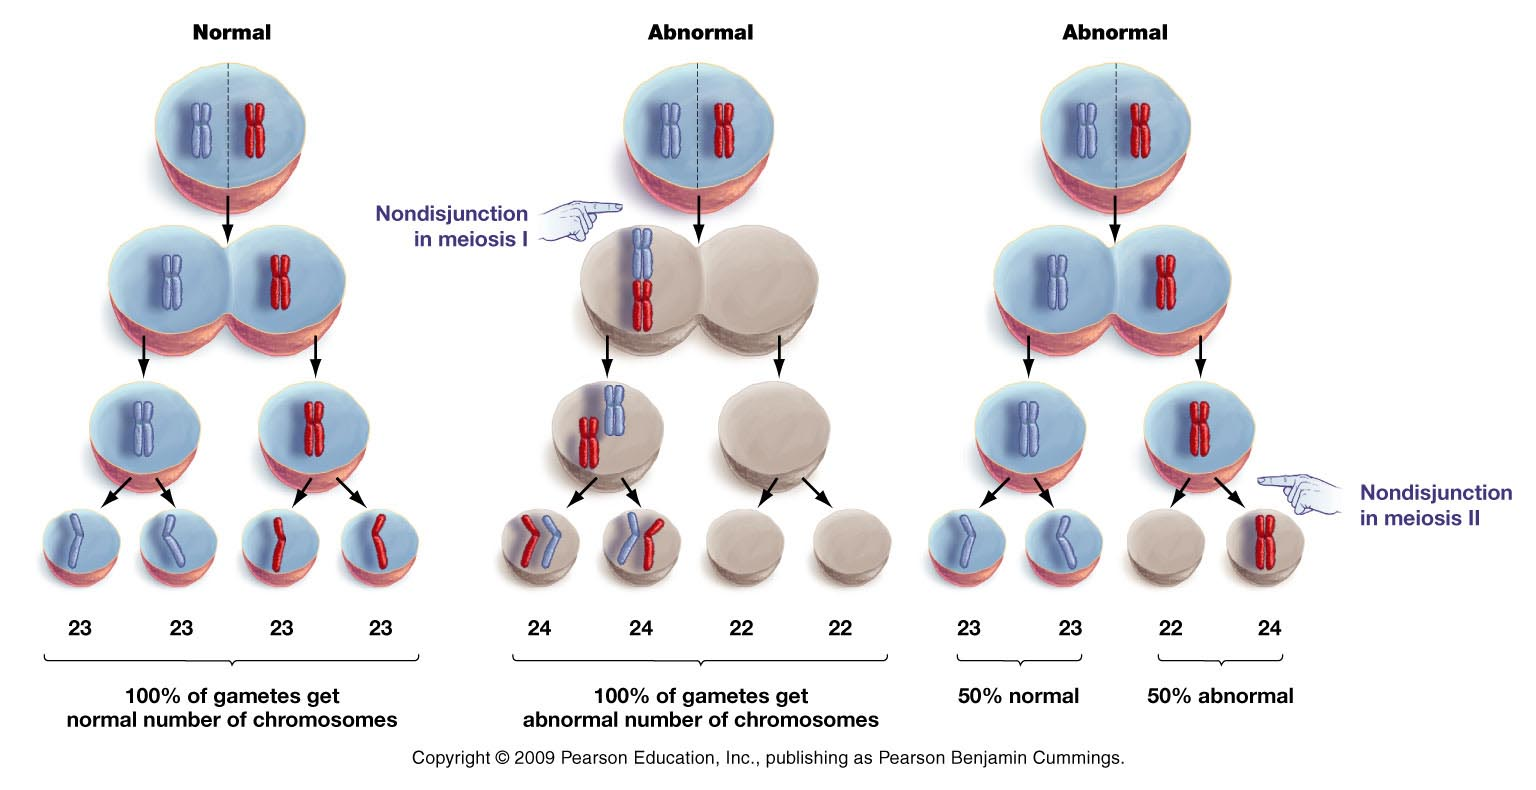 Normal
Abnormal
Abnormal
Nondisjunction
in meiosis I
Nondisjunction
in meiosis II
23 23 23 23
24 24 22 22
23 23 22 24
100% of gametes get
normal number of chromosomes
100% of gametes get
abnormal number of chromosomes
50% normal
50% abnormal
Copyright © 2009 Pearson Education, Inc., publishing as Pearson Benjamin Cummings.